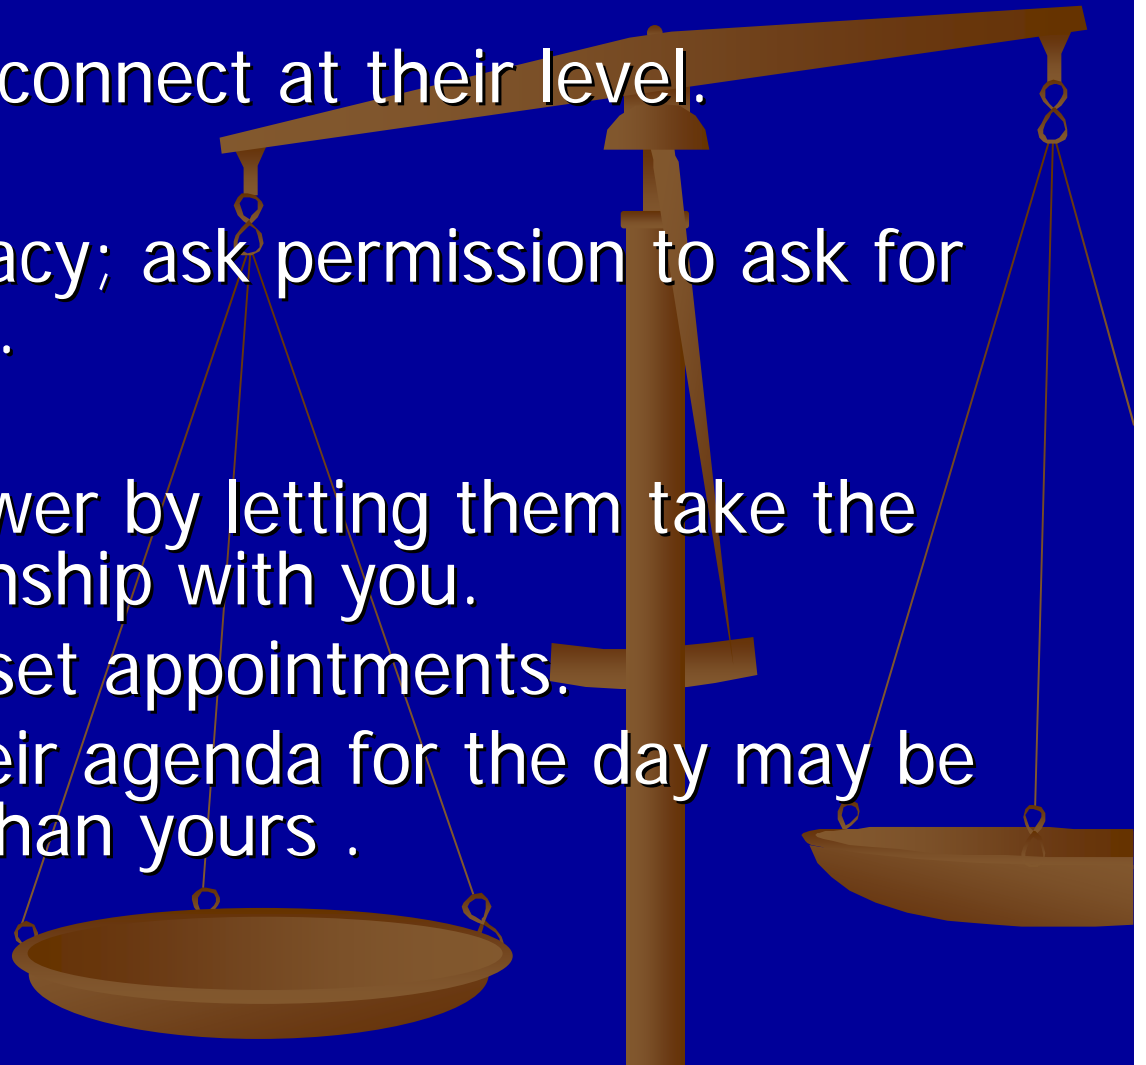 connect at their level.
acy; ask permission to ask for
.
wer by letting them take the
nship with you.
set appointments.
eir agenda for the day may be
han yours .